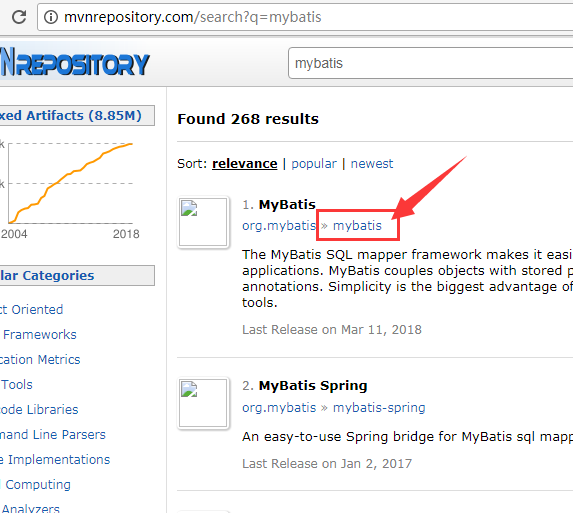 mvnrepository.com/search?q=mybatis
NREPOSITORY
mybatis
xed Artifacts (8.85M)
2004
2018
lar Categories
ct Oriented
Frameworks
cation Metrics
Tools
ode Libraries
mand Line Parsers
e Implementations
l Computing
Analyzers
Found 268 results
Sort: relevance | popular | newest
1. MyBatis
org.mybatis » mybatis
The MyBatis SQL mapper framework makes it easi
applications. MyBatis couples objects with stored p
annotations. Simplicity is the biggest advantage of
tools.
Last Release on Mar 11, 2018
2. MyBatis Spring
org.mybatis » mybatis-spring
An easy-to-use Spring bridge for MyBatis sql mapp
Last Release on Jan 2, 2017